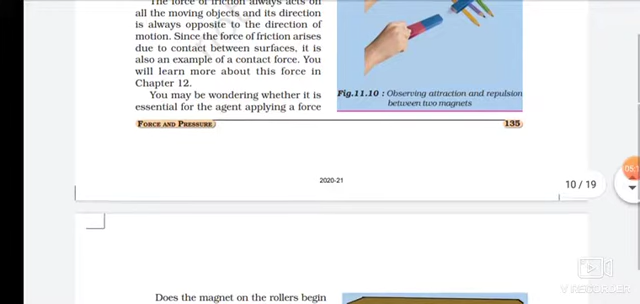 The force of friction always acts on
all the moving objects and its direction
is always opposite to the direction of
motion. Since the force of friction arises
due to contact between surfaces, it is
also an example of a contact force. You
will learn more about this force in
Chapter 12.
You may be wondering whether it is
essential for the agent applying a force
Fig.11.10 : Observing attraction and repulsion
between two magnets
FORCE AND PRESSURE
135
2020-21
10 / 19
05:1
Does the magnet on the rollers begin